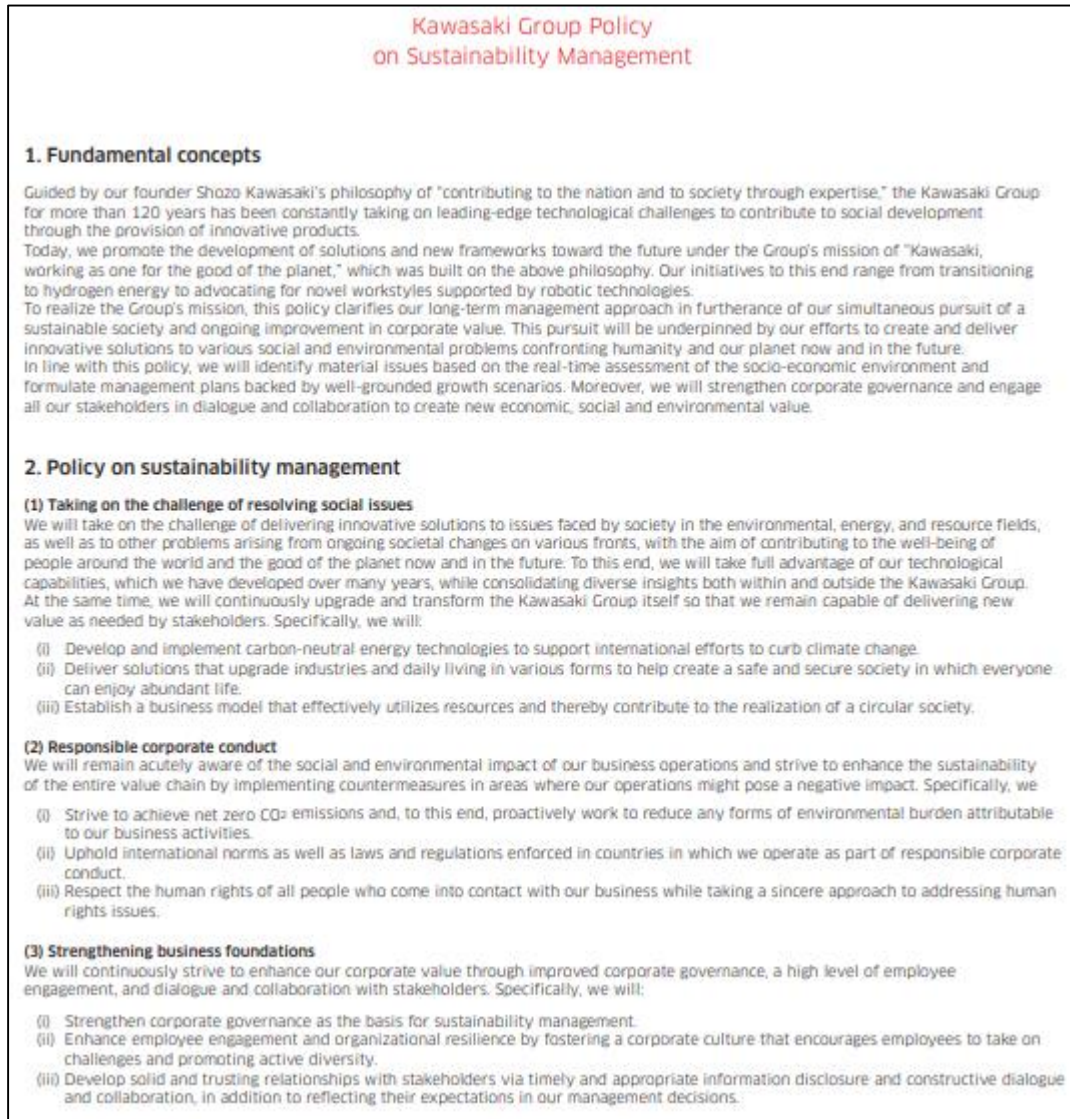 Kawasaki Group Policy
on Sustainability Management
1. Fundamental concepts
Guided by our founder Shozo Kawasaki's philosophy of "contributing to the nation and to society through expertise," the Kawasaki Group
for more than 120 years has been constantly taking on leading-edge technological challenges to contribute to social development
through the provision of innovative products.
Today, we promote the development of solutions and new frameworks toward the future under the Group's mission of "Kawasaki,
working as one for the good of the planet," which was built on the above philosophy. Our initiatives to this end range from transitioning
to hydrogen energy to advocating for novel workstyles supported by robotic technologies.
To realize the Group's mission, this policy clarifies our long-term management approach in furtherance of our simultaneous pursuit of a
sustainable society and ongoing improvement in corporate value. This pursuit will be underpinned by our efforts to create and deliver
innovative solutions to various social and environmental problems confronting humanity and our planet now and in the future.
In line with this policy, we will identify material issues based on the real-time assessment of the socio-economic environment and
formulate management plans backed by well-grounded growth scenarios. Moreover, we will strengthen corporate governance and engage
all our stakeholders in dialogue and collaboration to create new economic, social and environmental value.
2. Policy on sustainability management
(1) Taking on the challenge of resolving social issues
We will take on the challenge of delivering innovative solutions to issues faced by society in the environmental, energy, and resource fields,
as well as to other problems arising from ongoing societal changes on various fronts, with the aim of contributing to the well-being of
people around the world and the good of the planet now and in the future. To this end, we will take full advantage of our technological
capabilities, which we have developed over many years, while consolidating diverse insights both within and outside the Kawasaki Group.
At the same time, we will continuously upgrade and transform the Kawasaki Group itself so that we remain capable of delivering new
value as needed by stakeholders. Specifically, we will:
(i) Develop and implement carbon-neutral energy technologies to support international efforts to curb climate change.
(ii) Deliver solutions that upgrade industries and daily living in various forms to help create a safe and secure society in which everyone
can enjoy abundant life.
(iii) Establish a business model that effectively utilizes resources and thereby contribute to the realization of a circular society.
(2) Responsible corporate conduct
We will remain acutely aware of the social and environmental impact of our business operations and strive to enhance the sustainability
of the entire value chain by implementing countermeasures in areas where our operations might pose a negative impact. Specifically, we
(i) Strive to achieve net zero CO2 emissions and, to this end, proactively work to reduce any forms of environmental burden attributable
to our business activities.
(ii) Uphold international norms as well as laws and regulations enforced in countries in which we operate as part of responsible corporate
conduct.
(iii) Respect the human rights of all people who come into contact with our business while taking a sincere approach to addressing human
rights issues.
(3) Strengthening business foundations
We will continuously strive to enhance our corporate value through improved corporate governance, a high level of employee
engagement, and dialogue and collaboration with stakeholders. Specifically, we will:
(i) Strengthen corporate governance as the basis for sustainability management.
(ii) Enhance employee engagement and organizational resilience by fostering a corporate culture that encourages employees to take on
challenges and promoting active diversity.
(iii) Develop solid and trusting relationships with stakeholders via timely and appropriate information disclosure and constructive dialogue
and collaboration, in addition to reflecting their expectations in our management decisions.